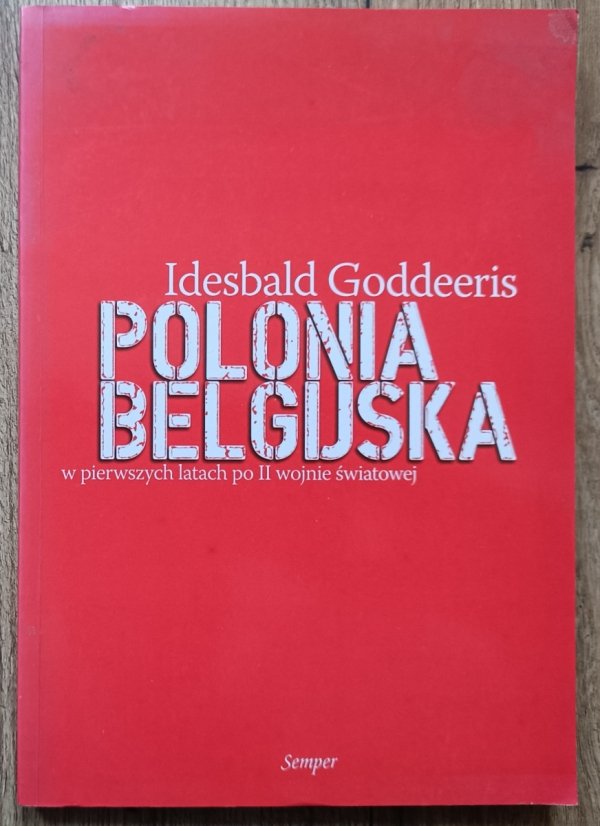 Idesbald Goddeeris
POLONIA
BELGIJSKA
w pierwszych latach po II wojnie światowej
Semper